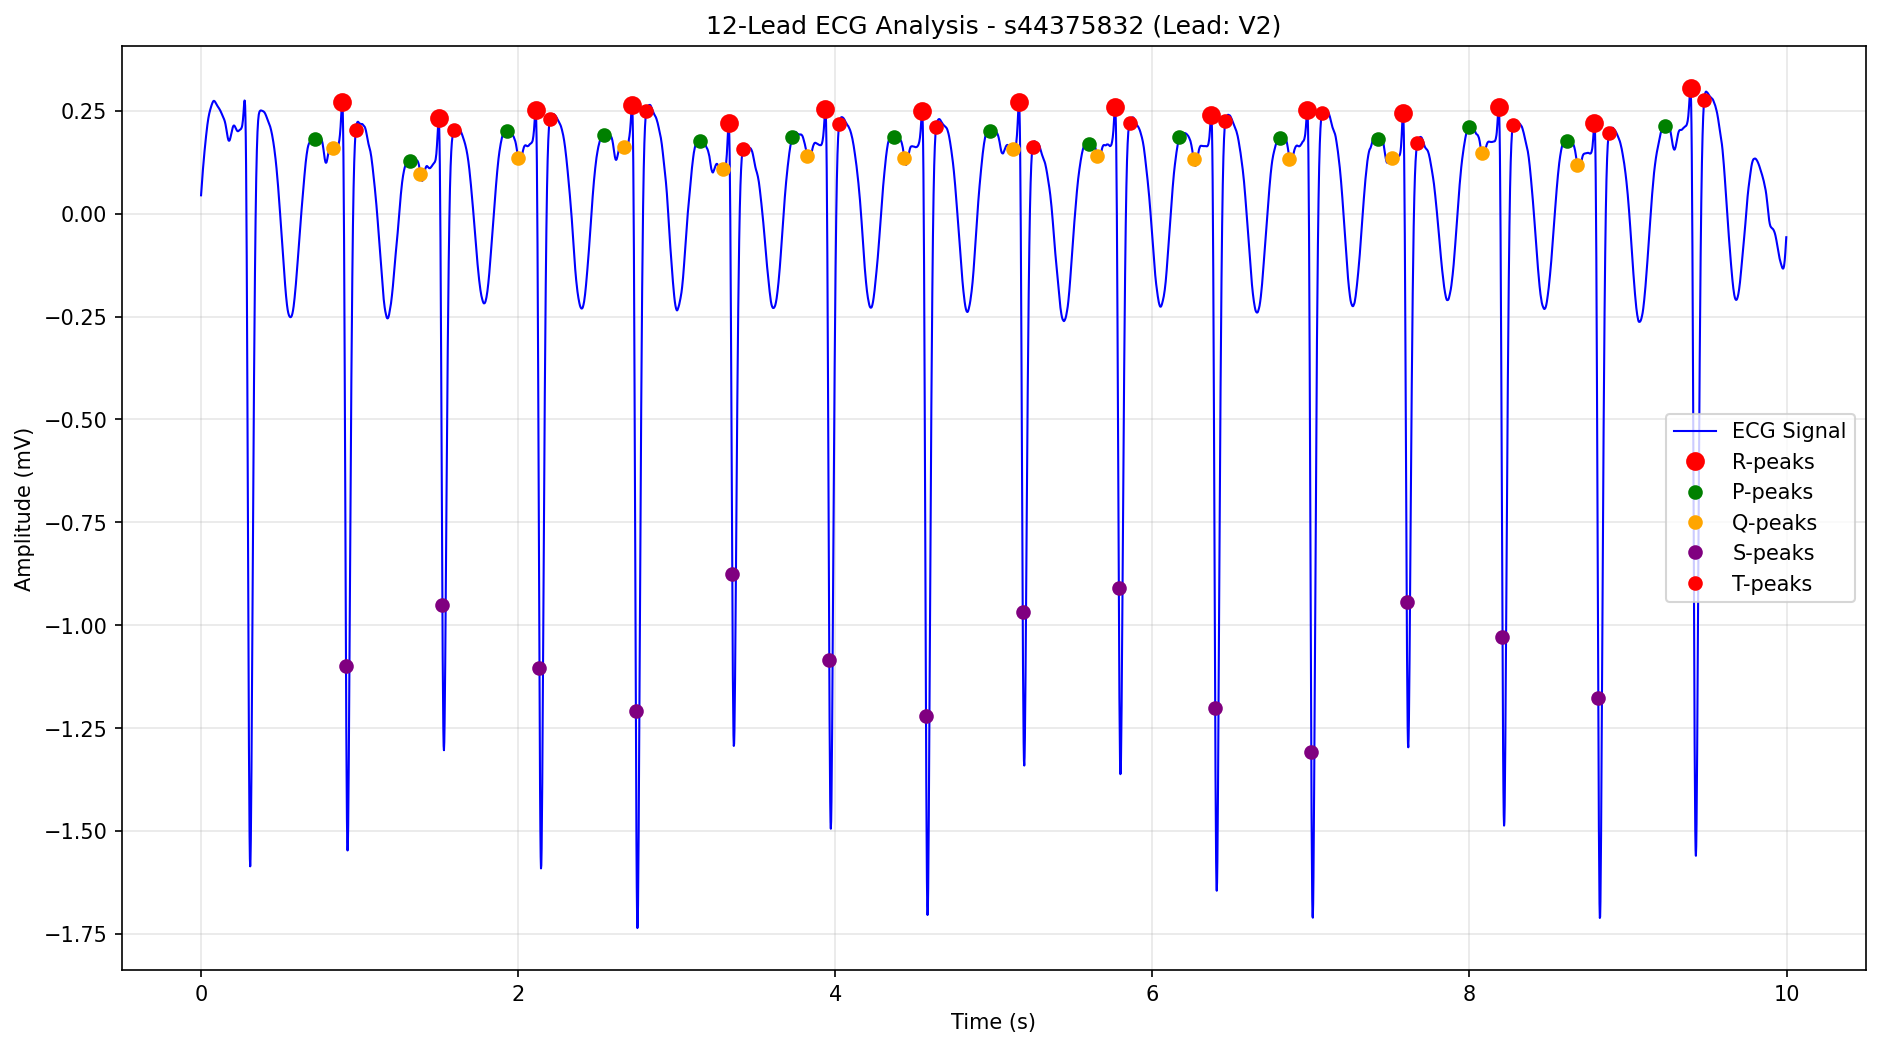 12-Lead ECG Analysis - s44375832 (Lead: V2)
Amplitude (mV)
0.25
0.00
−0.25
−0.50
−0.75
−1.00
−1.25
−1.50
−1.75
ECG Signal
R-peaks
P-peaks
Q-peaks
S-peaks
T-peaks
0 2 4 6 8 10
Time (s)